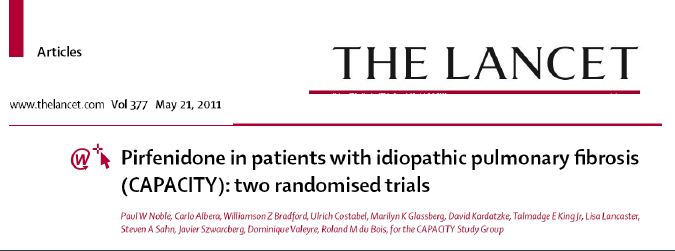 Articles
THE LANCET
www.thelancet.com Vol 377 May 21, 2011
Pirfenidone in patients with idiopathic pulmonary fibrosis
(CAPACITY): two randomised trials
Paul W Noble, Carlo Albera, Williamson Z Bradford, Ulrich Costabel, Marilyn K Glassberg, David Kardatzke, Talmadge E King Jr, Lisa Lancaster,
Steven A Sahn, Javier Szwarcberg, Dominique Valeyre, Roland M du Bois, for the CAPACITY Study Group